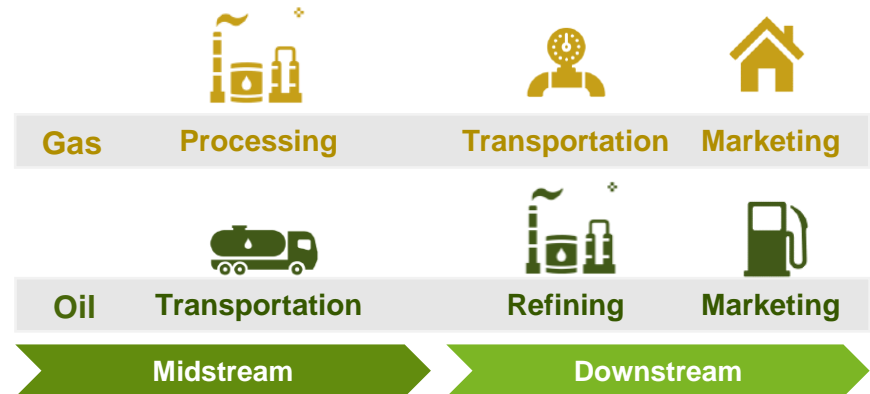 Gas Processing Transportation Marketing
Oil Transportation Refining Marketing
Midstream Downstream